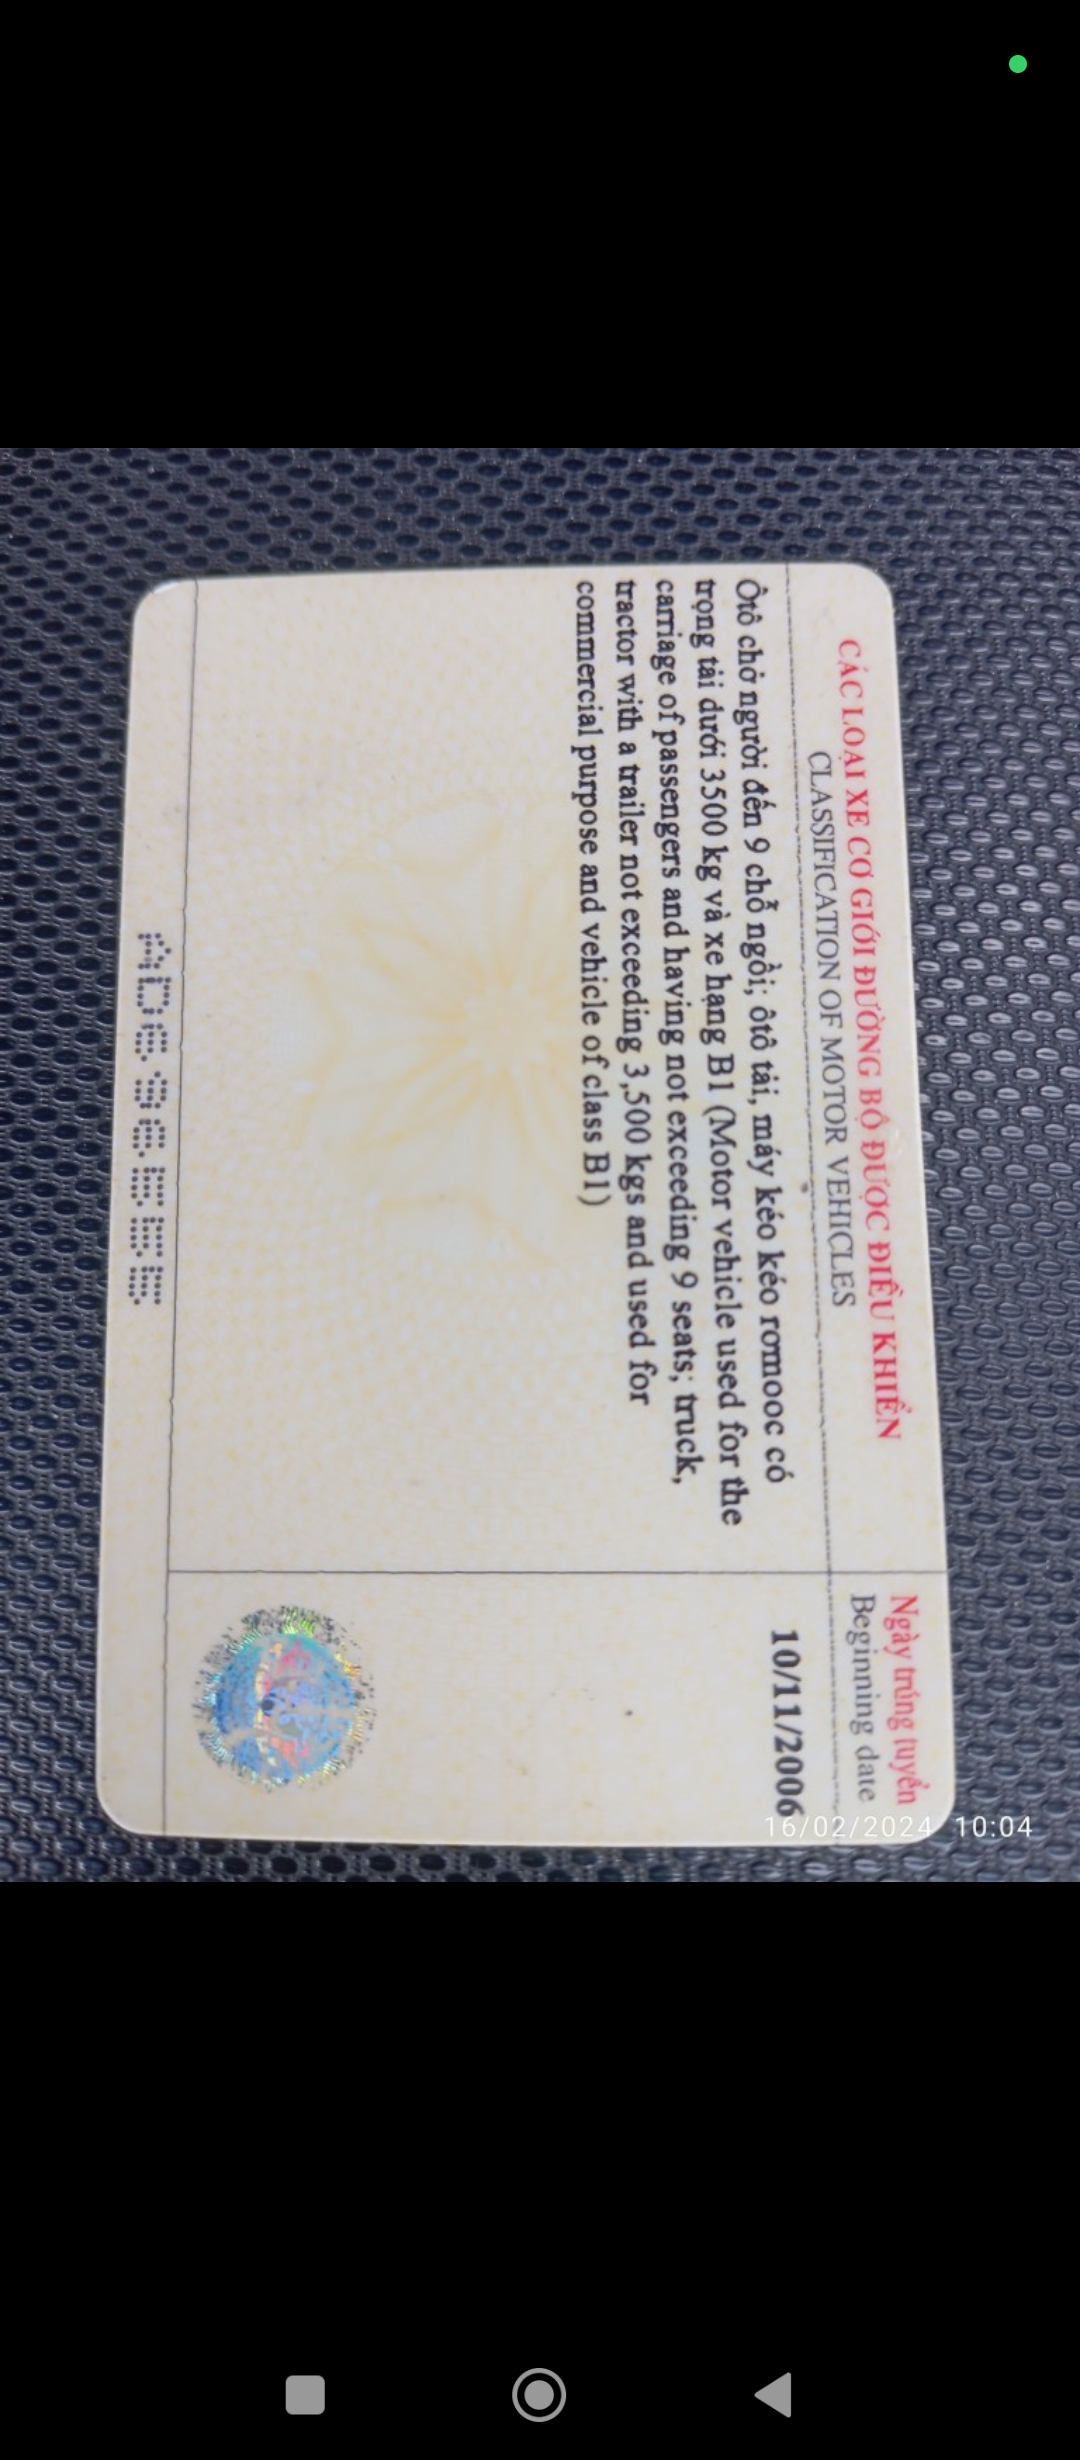 CÁC LOẠI XE CƠ GIỚI ĐƯỜNG BỘ ĐƯỢC ĐIỀU KHIỂN
CLASSIFICATION OF MOTOR VEHICLES
Ngày trúng tuyển
Beginning date
Ôtô chở người đến 9 chỗ ngồi; ôtô tải, máy kéo kéo rơmooc có
trọng tải dưới 3500 kg và xe hạng B1 (Motor vehicle used for the
carriage of passengers and having not exceeding 9 seats; truck,
tractor with a trailer not exceeding 3,500 kgs and used for
commercial purpose and vehicle of class B1)
10/11/2006
16/02/2024 10:04